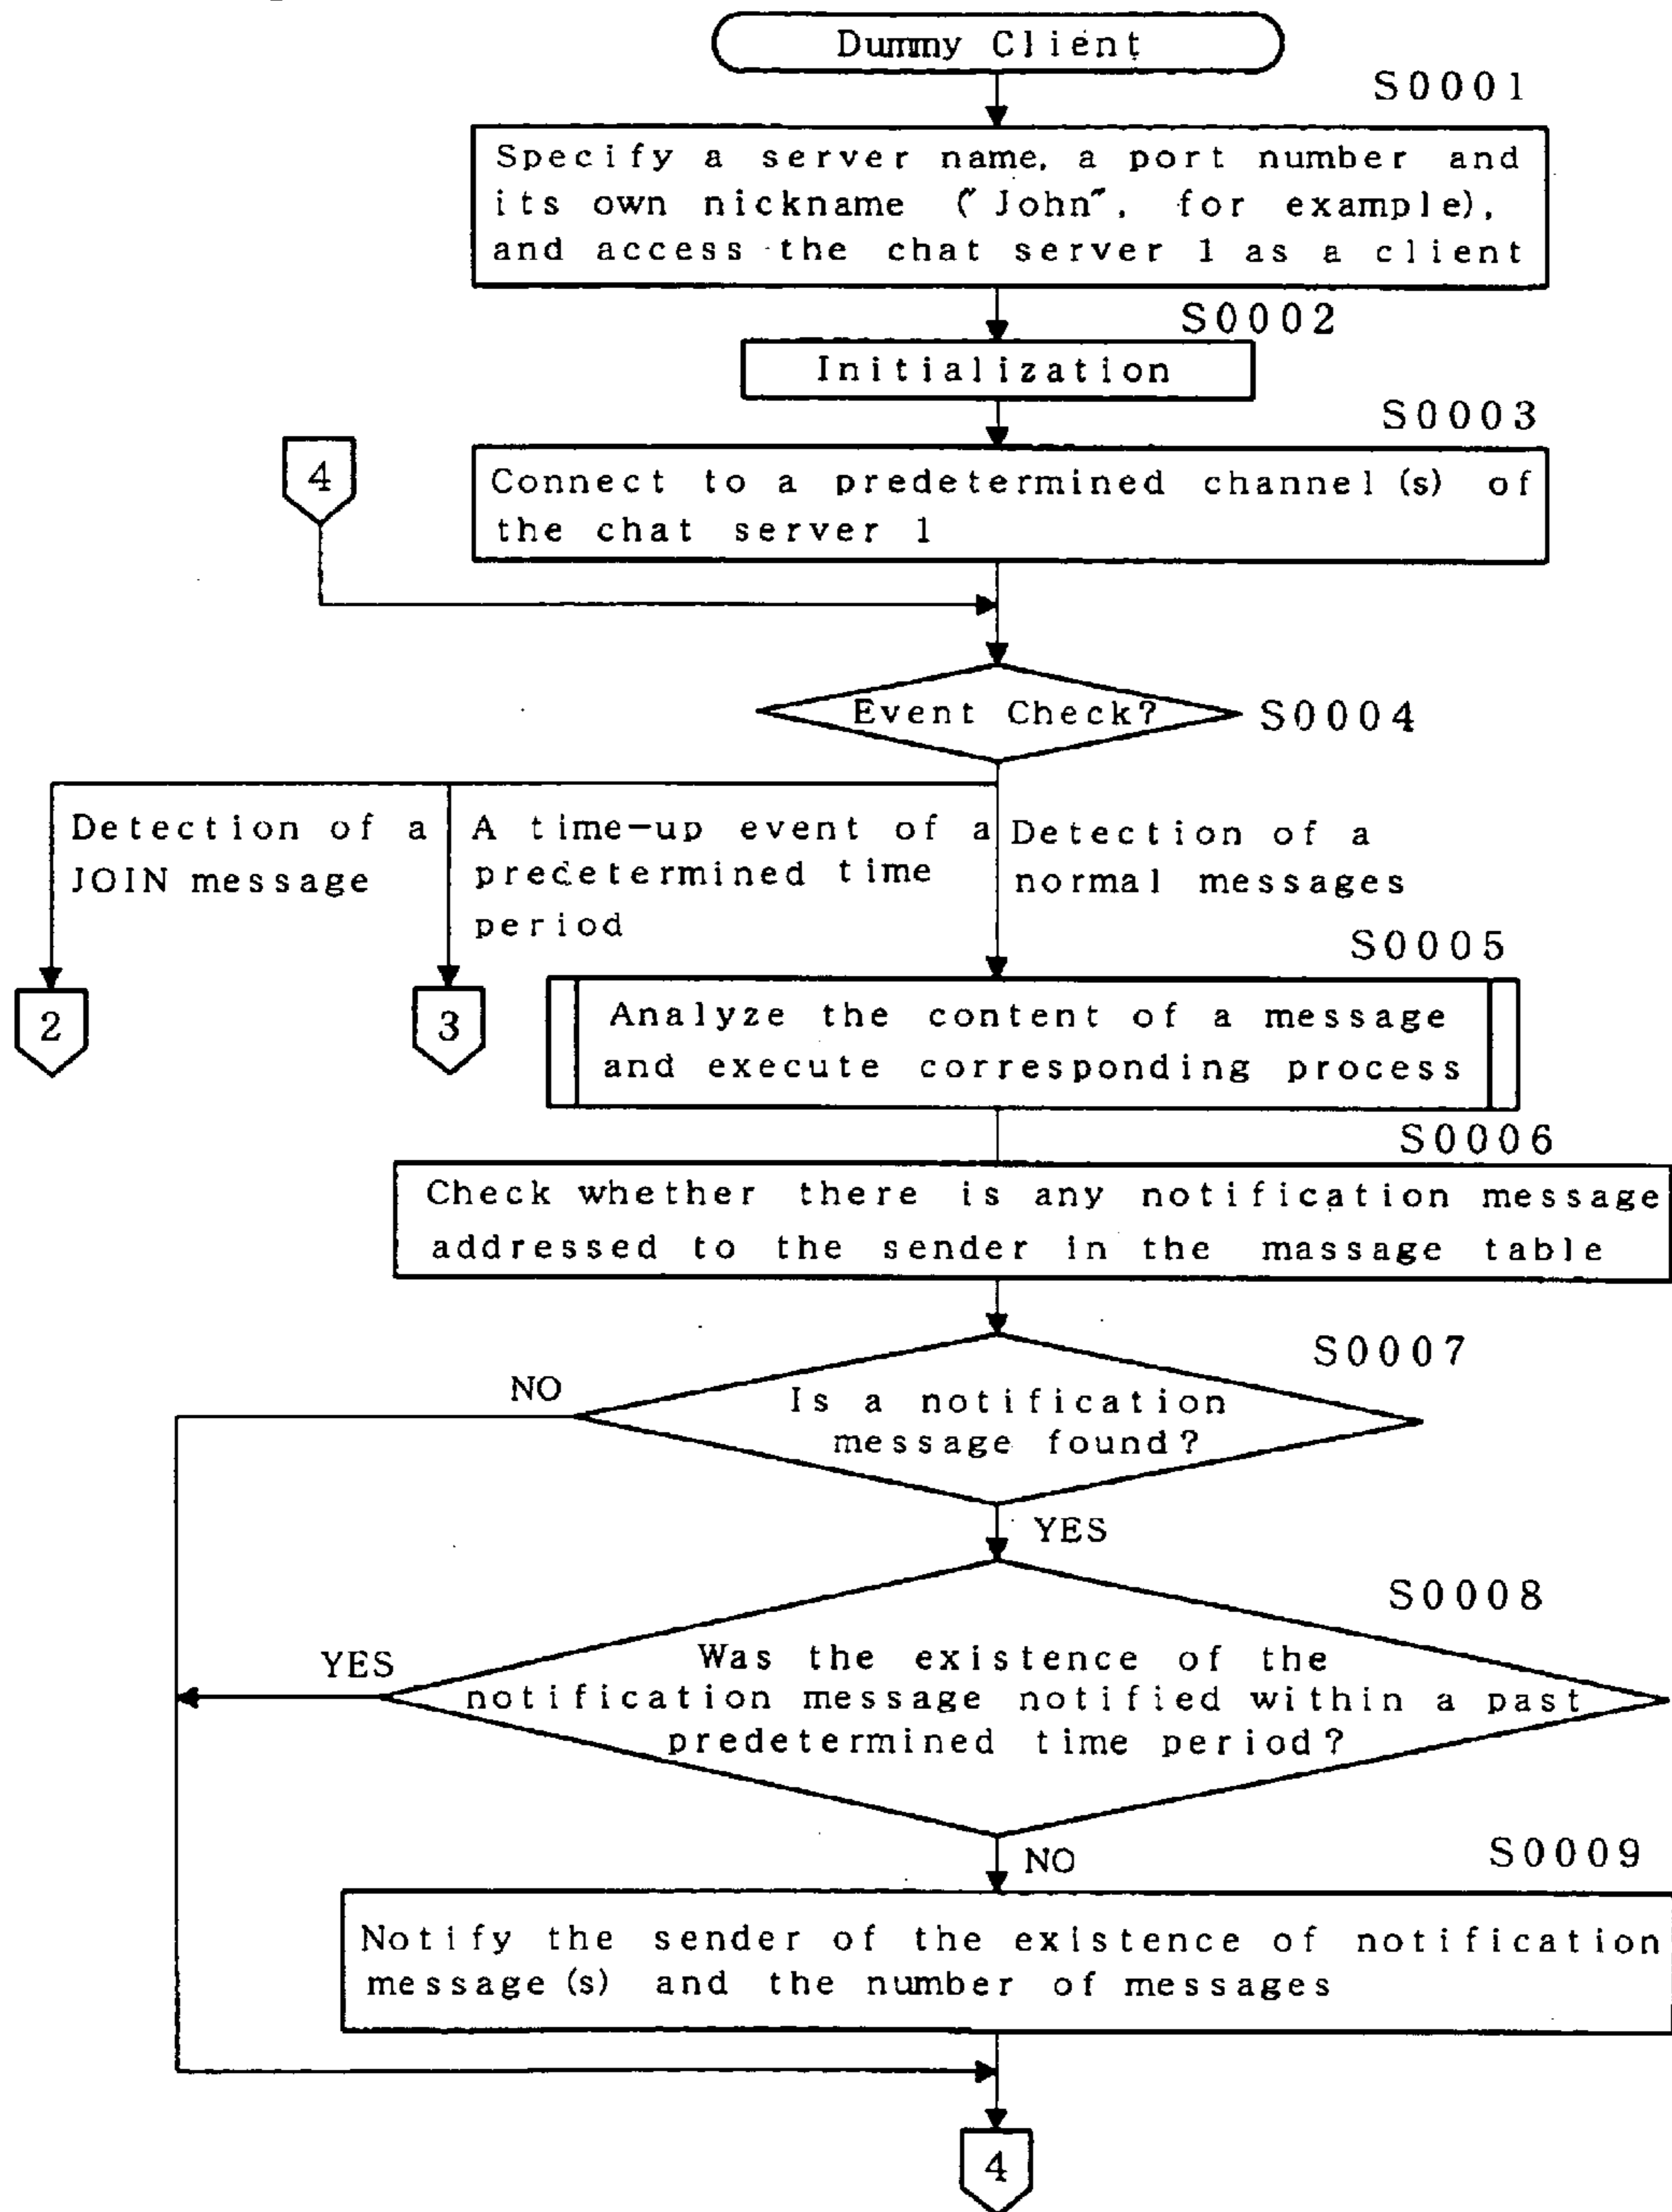 Dummy Client
S0001
Specify a server name, a port number and
its own nickname ("John", for example),
and access the chat server 1 as a client
S0002
Initialization
S0003
4
Connect to a predetermined channel(s) of
the chat server 1
Event Check?
S0004
Detection of a
JOIN message
A time-up event of a
predetermined time
period
Detection of a
normal messages
2
3
S0005
Analyze the content of a message
and execute corresponding process
S0006
Check whether there is any notification message
addressed to the sender in the massage table
S0007
NO
Is a notification
message found?
YES
S0008
YES
Was the existence of the
notification message notified within a past
predetermined time period?
NO
S0009
Notify the sender of the existence of notification
message(s) and the number of messages
4